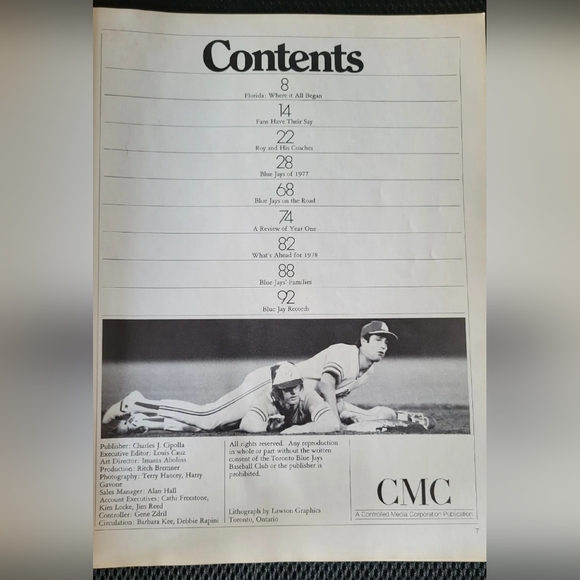 Contents
8
Florida: Where it All Began
14
Fans Have Their Say
22
Roy and His Coaches
28
Blue Jays of 1977
68
Blue Jays on the Road
74
A Review of Year One
82
What's Ahead for 1978
88
Blue Jays' Families
92
Blue Jay Records
Publisher: Charles J. Cipolla
Executive Editor: Louis Cauz
Art Director: Imants Abolins
Production: Ritch Brenner
Photography: Terry Hancey, Harry
Gavone
Sales Manager: Alan Hall
Account Executives: Cathi Freestone,
Kim Locke, Jim Reed
Controller: Gene Zdril
Circulation: Barbara Kee, Debbie Rapini
All rights reserved. Any reproduction
in whole or part without the written
consent of the Toronto Blue Jays
Baseball Club or the publisher is
prohibited.
Lithograph by Lawson Graphics
Toronto, Ontario
CMC
A Controlled Media Corporation Publication
7